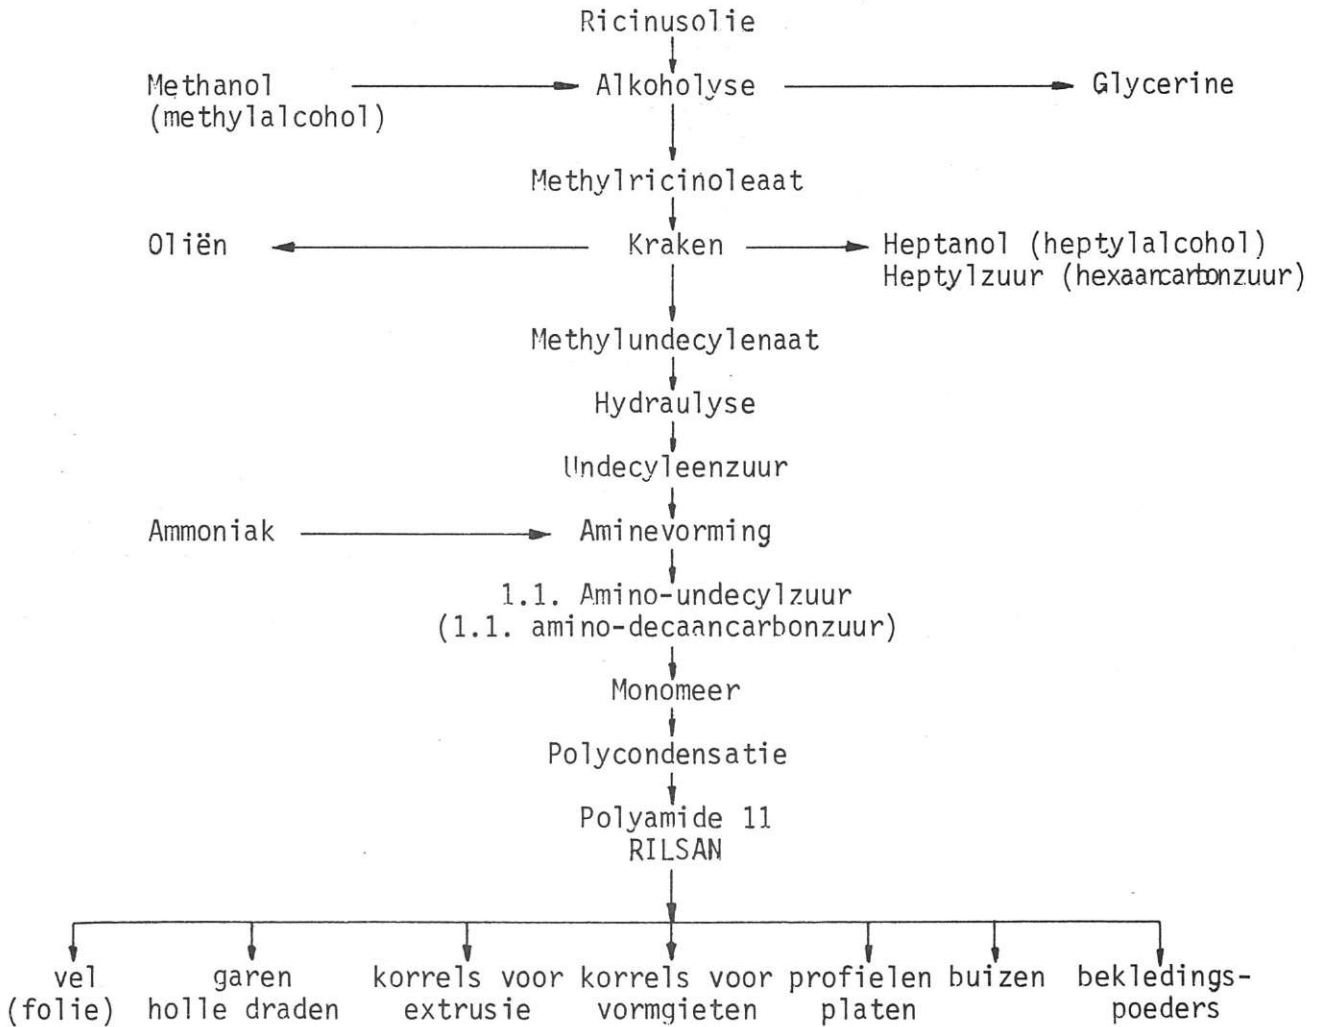 Ricinusolie
Methanol Alkoholyse Glycerine
(methylalcohol)
Methylricinoleaat
Oliën Kraken Heptanol (heptylalcohol)
Heptylzuur (hexaancarbonzuur)
Methylundecylenaat
Hydraulyse
Undecyleenzuur
Ammoniak Aminevorming
1.1. Amino-undecylzuur
(1.1. amino-decaancarbonzuur)
Monomeer
Polycondensatie
Polyamide 11
RILSAN
vel garen korrels voor korrels voor profielen buizen bekledings-
(folie) holle draden extrusie vormgieten platen poeders